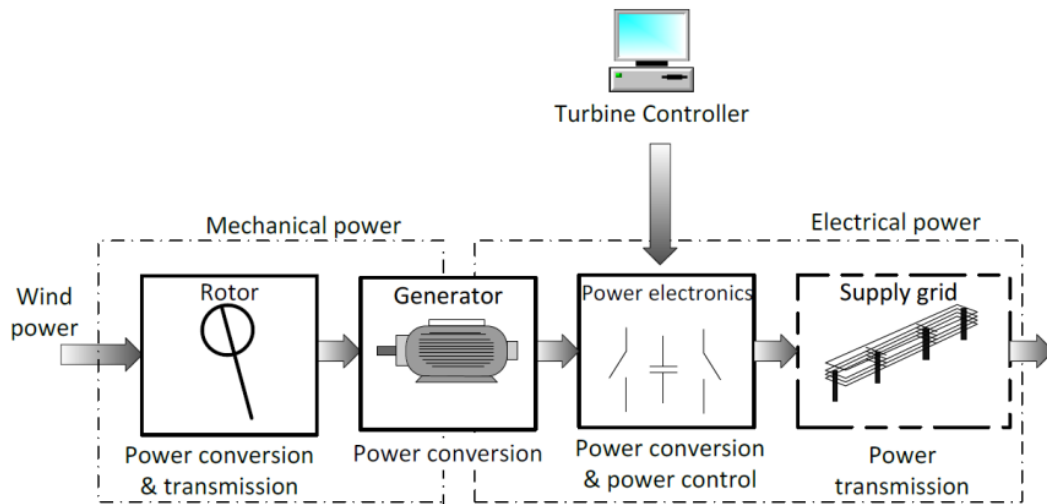 Turbine Controller
Mechanical power
Electrical power
Wind
power
Rotor
Generator
Power electronics
Supply grid
Power conversion
& transmission
Power conversion
Power conversion
& power control
Power
transmission